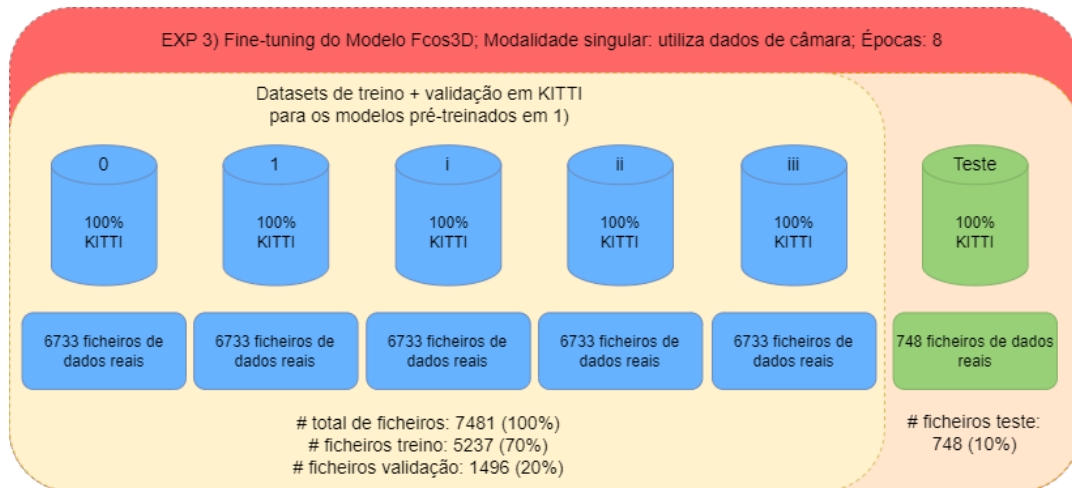 EXP 3) Fine-tuning do Modelo Fcos3D; Modalidade singular: utiliza dados de câmara; Épocas: 8
Datasets de treino + validação em KITTI
para os modelos pré-treinados em 1)
0
100%
KITTI
1
100%
KITTI
i
100%
KITTI
ii
100%
KITTI
iii
100%
KITTI
Teste
100%
KITTI
6733 ficheiros de
dados reais
6733 ficheiros de
dados reais
6733 ficheiros de
dados reais
6733 ficheiros de
dados reais
6733 ficheiros de
dados reais
748 ficheiros de dados
reais
# total de ficheiros: 7481 (100%)
# ficheiros treino: 5237 (70%)
# ficheiros validação: 1496 (20%)
# ficheiros teste:
748 (10%)